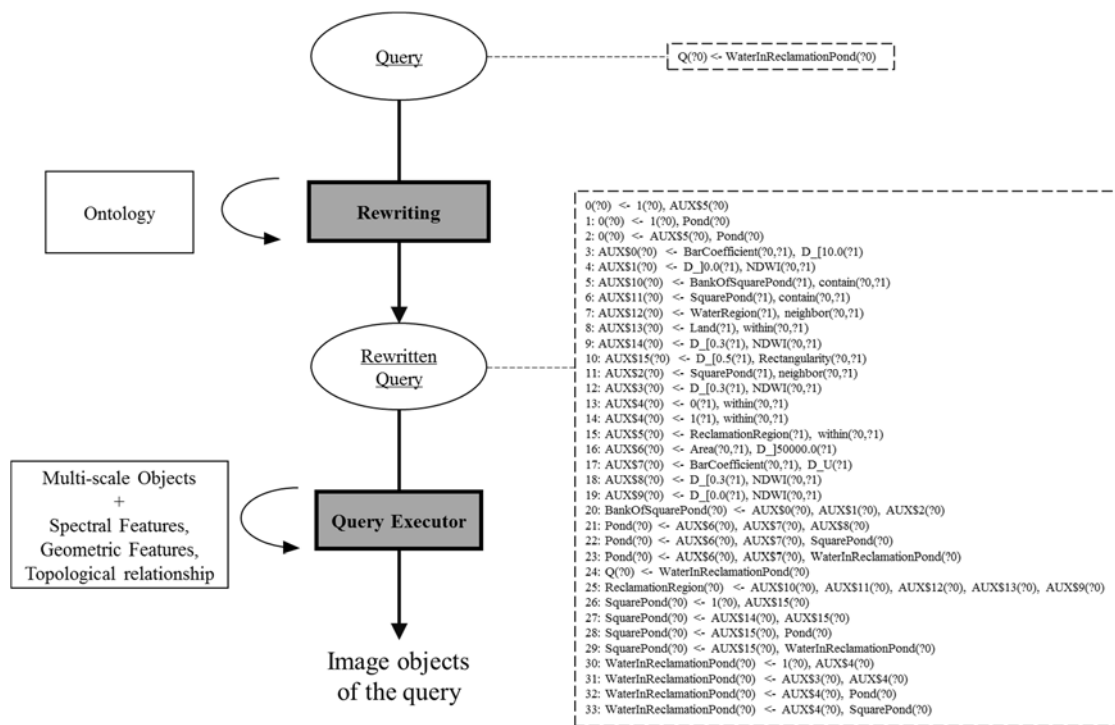 Query
Q(?0) <- WaterInReclamationPond(?0)
Ontology
Rewriting
Rewritten
Query
Multi-scale Objects
+
Spectral Features,
Geometric Features,
Topological relationship
Query Executor
Image objects
of the query
0(?0) <- 1(?0), AUX$5(?0)
1: 0(?0) <- 1(?0), Pond(?0)
2: 0(?0) <- AUX$5(?0), Pond(?0)
3: AUX$0(?0) <- BarCoefficient(?0,?1), D_[10.0(?1)
4: AUX$1(?0) <- D_]0.0(?1), NDWI(?0,?1)
5: AUX$10(?0) <- BankOfSquarePond(?1), contain(?0,?1)
6: AUX$11(?0) <- SquarePond(?1), contain(?0,?1)
7: AUX$12(?0) <- WaterRegion(?1), neighbor(?0,?1)
8: AUX$13(?0) <- Land(?1), within(?0,?1)
9: AUX$14(?0) <- D_[0.3(?1), NDWI(?0,?1)
10: AUX$15(?0) <- D_[0.5(?1), Rectangularity(?0,?1)
11: AUX$2(?0) <- SquarePond(?1), neighbor(?0,?1)
12: AUX$3(?0) <- D_[0.3(?1), NDWI(?0,?1)
13: AUX$4(?0) <- 0(?1), within(?0,?1)
14: AUX$4(?0) <- 1(?1), within(?0,?1)
15: AUX$5(?0) <- ReclamationRegion(?1), within(?0,?1)
16: AUX$6(?0) <- Area(?0,?1), D_]50000.0(?1)
17: AUX$7(?0) <- BarCoefficient(?0,?1), D_U(?1)
18: AUX$8(?0) <- D_[0.3(?1), NDWI(?0,?1)
19: AUX$9(?0) <- D_[0.0(?1), NDWI(?0,?1)
20: BankOfSquarePond(?0) <- AUX$0(?0), AUX$1(?0), AUX$2(?0)
21: Pond(?0) <- AUX$6(?0), AUX$7(?0), AUX$8(?0)
22: Pond(?0) <- AUX$6(?0), AUX$7(?0), SquarePond(?0)
23: Pond(?0) <- AUX$6(?0), AUX$7(?0), WaterInReclamationPond(?0)
24: Q(?0) <- WaterInReclamationPond(?0)
25: ReclamationRegion(?0) <- AUX$10(?0), AUX$11(?0), AUX$12(?0), AUX$13(?0), AUX$9(?0)
26: SquarePond(?0) <- 1(?0), AUX$15(?0)
27: SquarePond(?0) <- AUX$14(?0), AUX$15(?0)
28: SquarePond(?0) <- AUX$15(?0), Pond(?0)
29: SquarePond(?0) <- AUX$15(?0), WaterInReclamationPond(?0)
30: WaterInReclamationPond(?0) <- 1(?0), AUX$4(?0)
31: WaterInReclamationPond(?0) <- AUX$3(?0), AUX$4(?0)
32: WaterInReclamationPond(?0) <- AUX$4(?0), Pond(?0)
33: WaterInReclamationPond(?0) <- AUX$4(?0), SquarePond(?0)